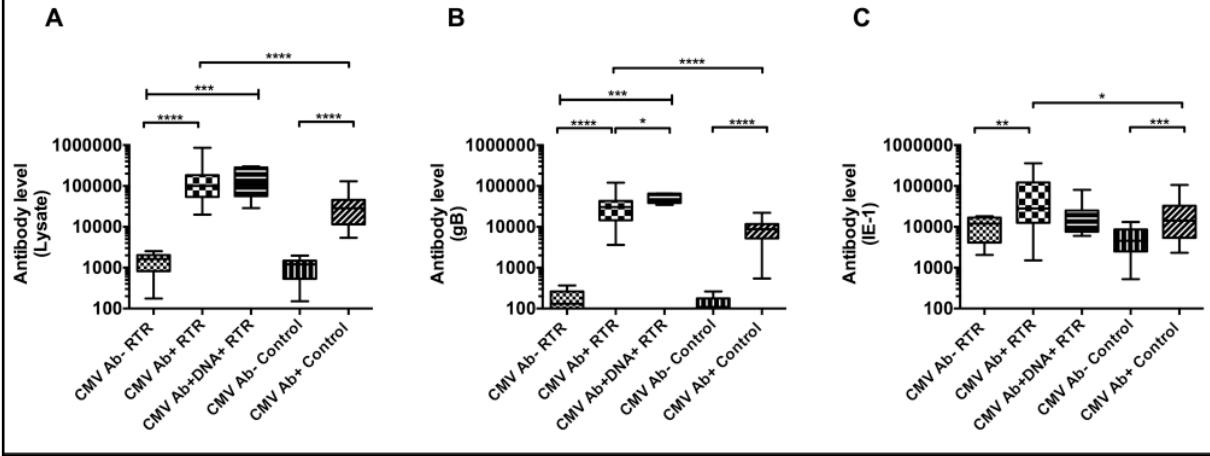 A
****
***
****
****
1000000
100000
10000
1000
100
Antibody level
(Lysate)
CMV Ab- RTR
CMV Ab+ RTR
CMV Ab+DNA+ RTR
CMV Ab- Control
CMV Ab+ Control
B
****
***
****
*
****
1000000
100000
10000
1000
100
Antibody level
(gB)
CMV Ab- RTR
CMV Ab+ RTR
CMV Ab+DNA+ RTR
CMV Ab- Control
CMV Ab+ Control
C
*
**
***
1000000
100000
10000
1000
100
Antibody level
(IE-1)
CMV Ab- RTR
CMV Ab+ RTR
CMV Ab+DNA+ RTR
CMV Ab- Control
CMV Ab+ Control